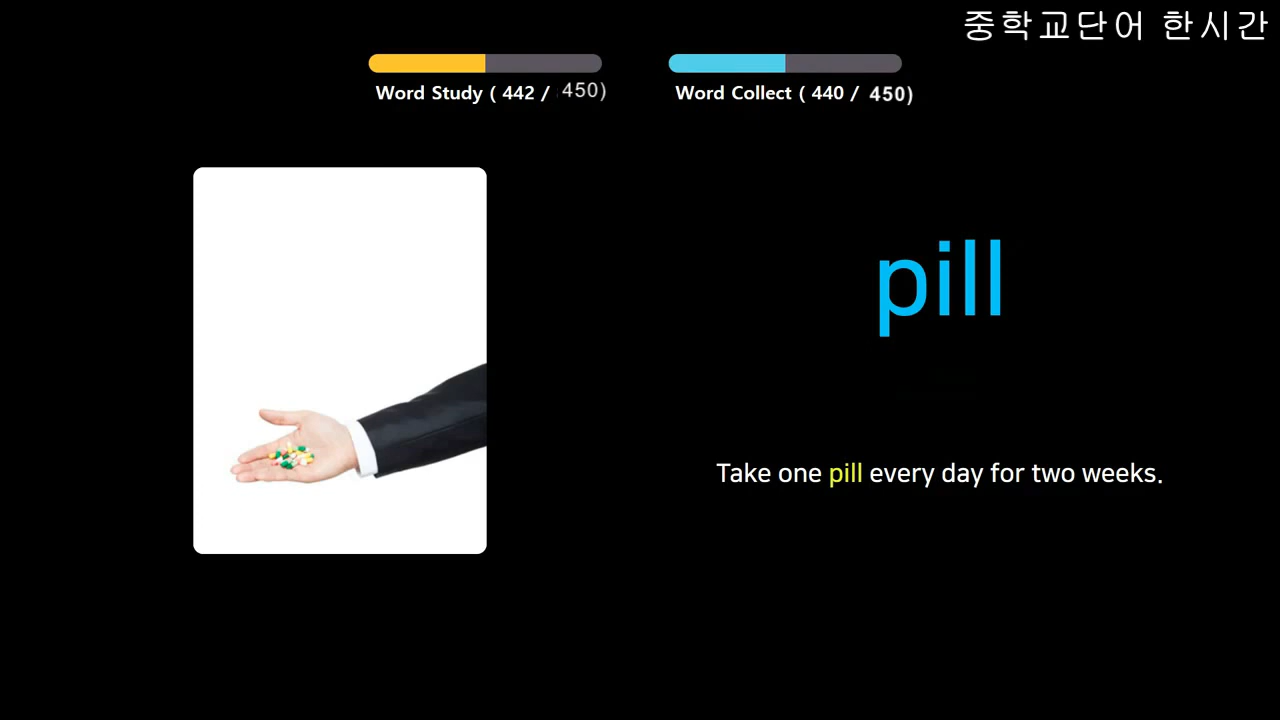 중학교단어 한시간
Word Study ( 442 / 450)
Word Collect ( 440 / 450)
pill
Take one pill every day for two weeks.